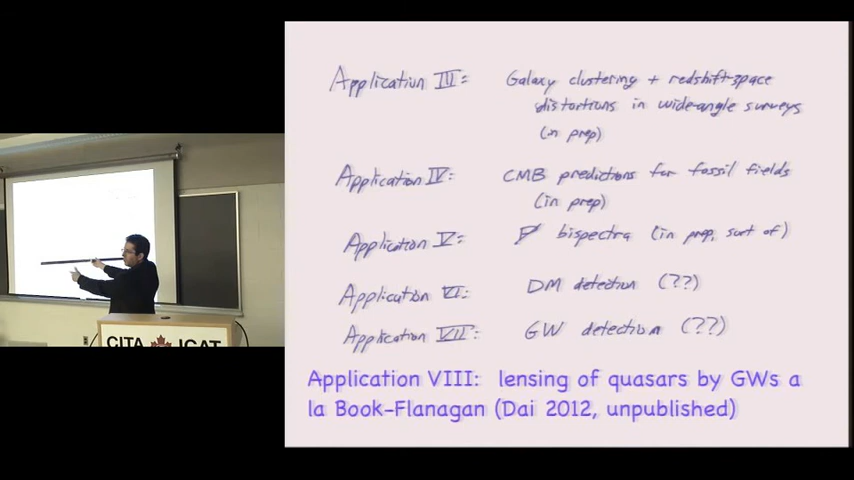 Application III: Galaxy clustering + redshift-space
distortions in wide-angle surveys
(in prep)
Application IV: CMB predictions for fossil fields
(in prep)
Application V: bispectra (in prep, sort of)
Application VI: DM detection (??)
Application VII: GW detection (??)
Application VIII: lensing of quasars by GWs a
la Book-Flanagan (Dai 2012, unpublished)
CITA ICAT